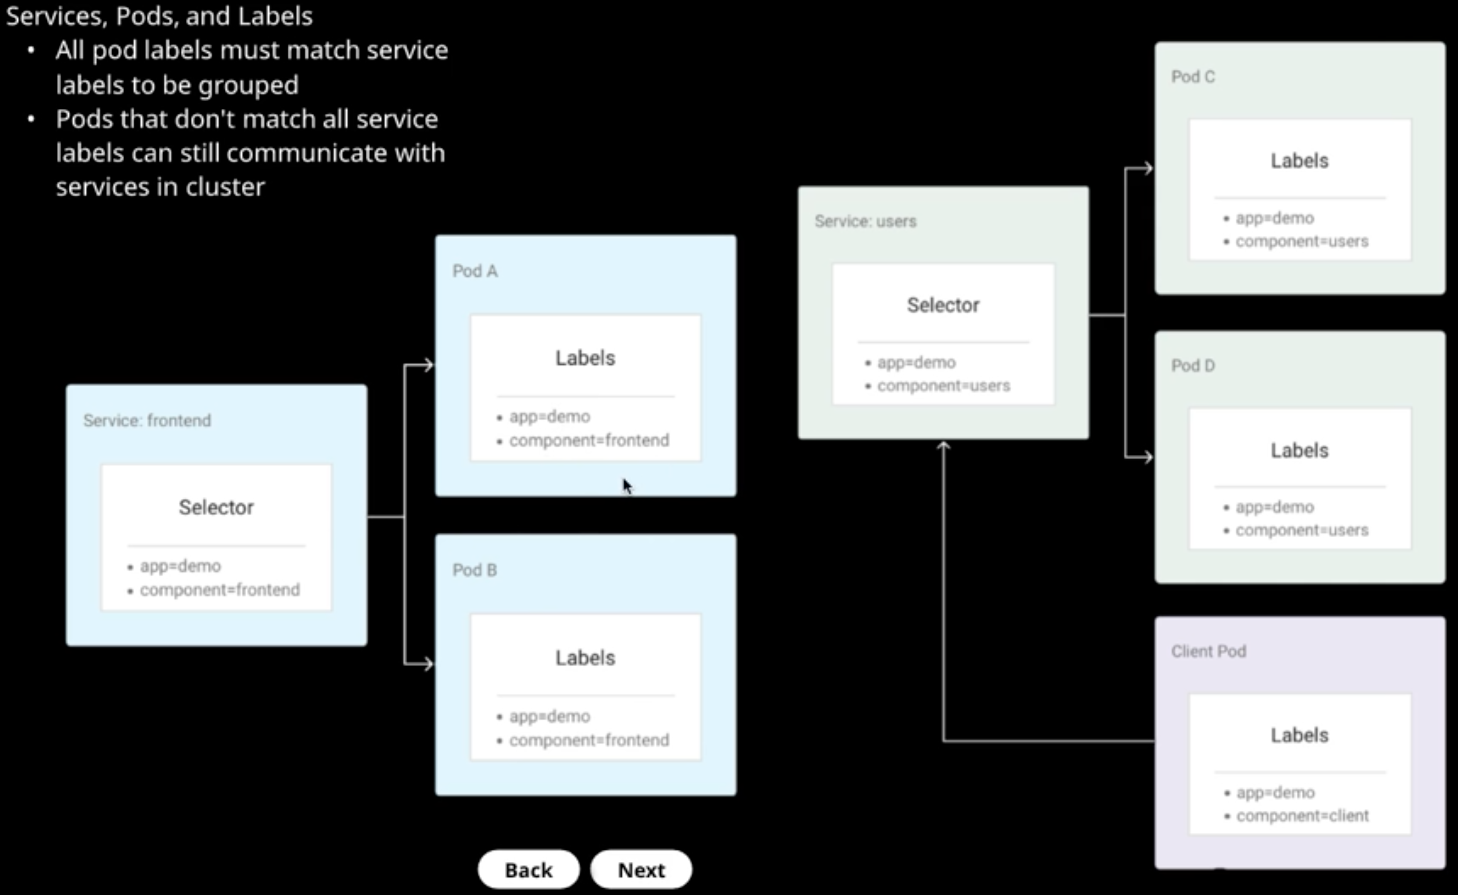 Services, Pods, and Labels
• All pod labels must match service
labels to be grouped
• Pods that don't match all service
labels can still communicate with
services in cluster
Service: frontend
Selector
• app=demo
• component=frontend
Pod A
Labels
• app=demo
• component=frontend
Pod B
Labels
• app=demo
• component=frontend
Service: users
Selector
• app=demo
• component=users
Pod C
Labels
• app=demo
• component=users
Pod D
Labels
• app=demo
• component=users
Client Pod
Labels
• app=demo
• component=client
Back
Next